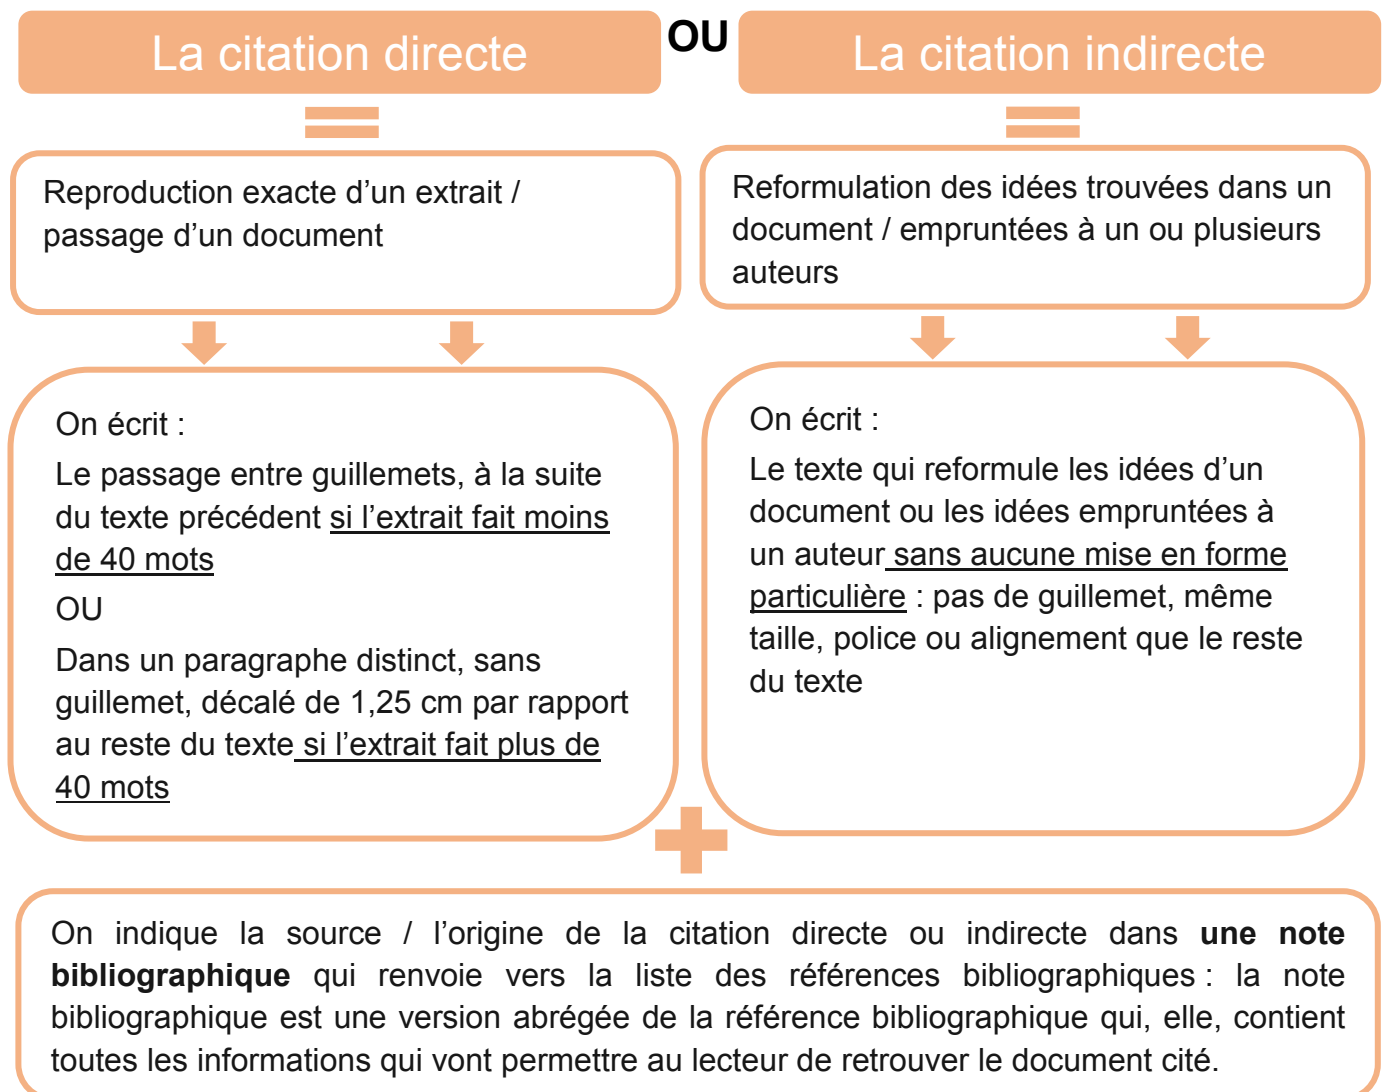 La citation directe
OU
La citation indirecte
Reproduction exacte d’un extrait /
passage d’un document
Reformulation des idées trouvées dans un
document / empruntées à un ou plusieurs
auteurs
On écrit :
Le passage entre guillemets, à la suite
du texte précédent si l’extrait fait moins
de 40 mots
OU
Dans un paragraphe distinct, sans
guillemet, décalé de 1,25 cm par rapport
au reste du texte si l’extrait fait plus de
40 mots
On écrit :
Le texte qui reformule les idées d’un
document ou les idées empruntées à
un auteur sans aucune mise en forme
particulière : pas de guillemet, même
taille, police ou alignement que le reste
du texte
On indique la source / l’origine de la citation directe ou indirecte dans une note
bibliographique qui renvoie vers la liste des références bibliographiques : la note
bibliographique est une version abrégée de la référence bibliographique qui, elle, contient
toutes les informations qui vont permettre au lecteur de retrouver le document cité.